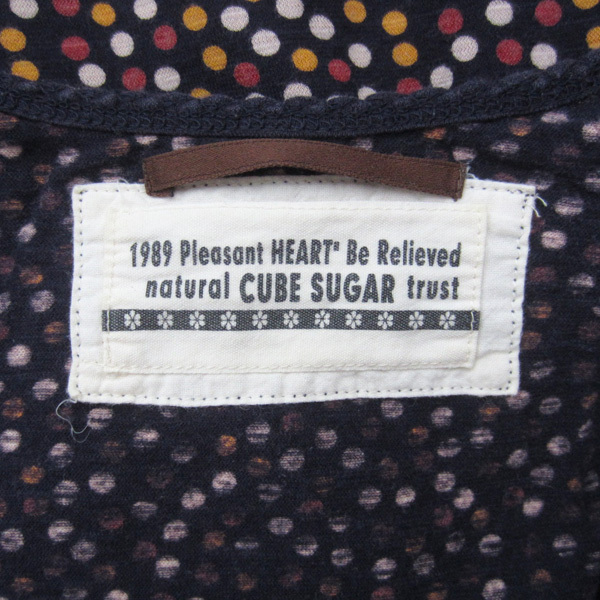 1989 Pleasant HEART" Be Relieved
natural CUBE SUGAR trust